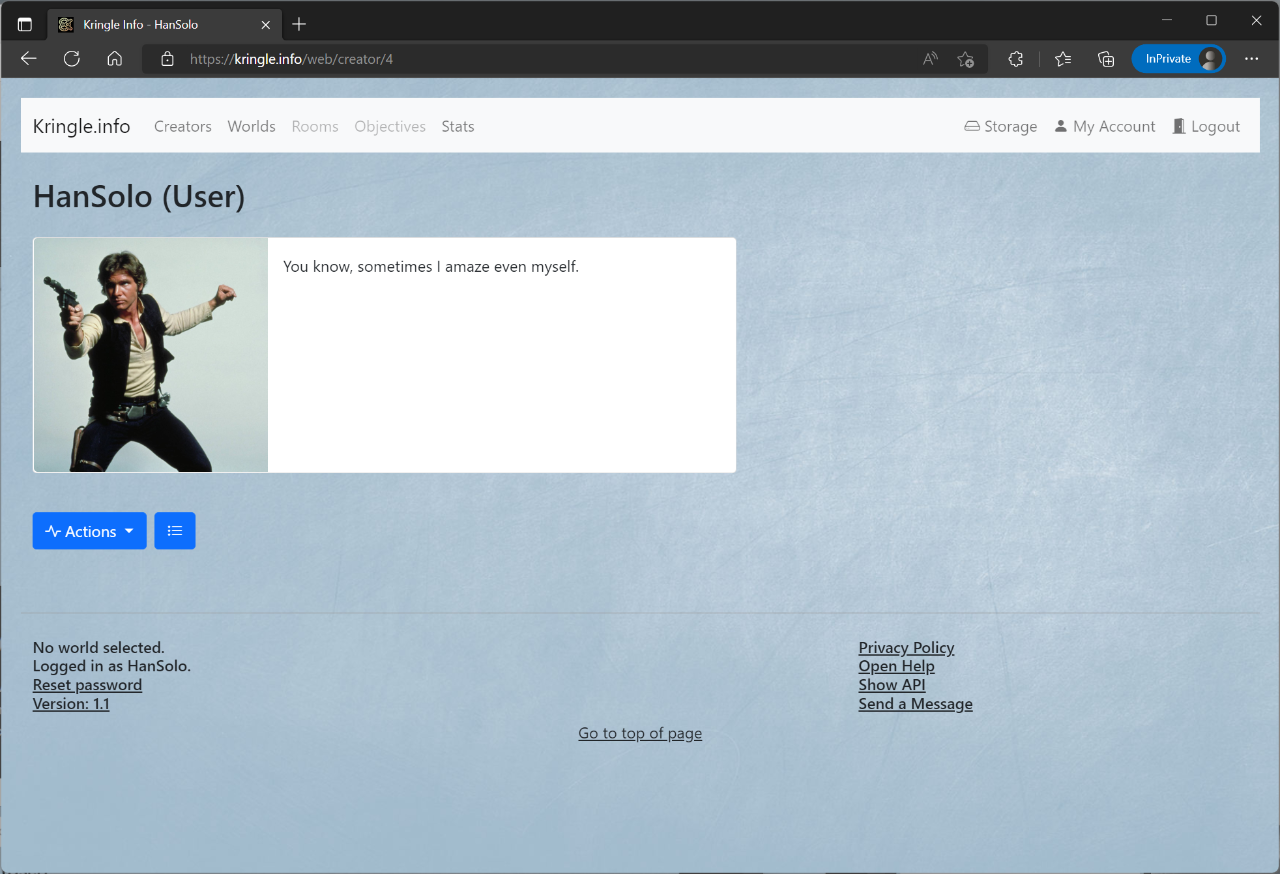 Kringle Info - HanSolo
https://kringle.info/web/creator/4
InPrivate
Kringle.info Creators Worlds Rooms Objectives Stats Storage My Account Logout
HanSolo (User)
You know, sometimes I amaze even myself.
Actions
No world selected.
Logged in as HanSolo.
Reset password
Version: 1.1
Privacy Policy
Open Help
Show API
Send a Message
Go to top of page